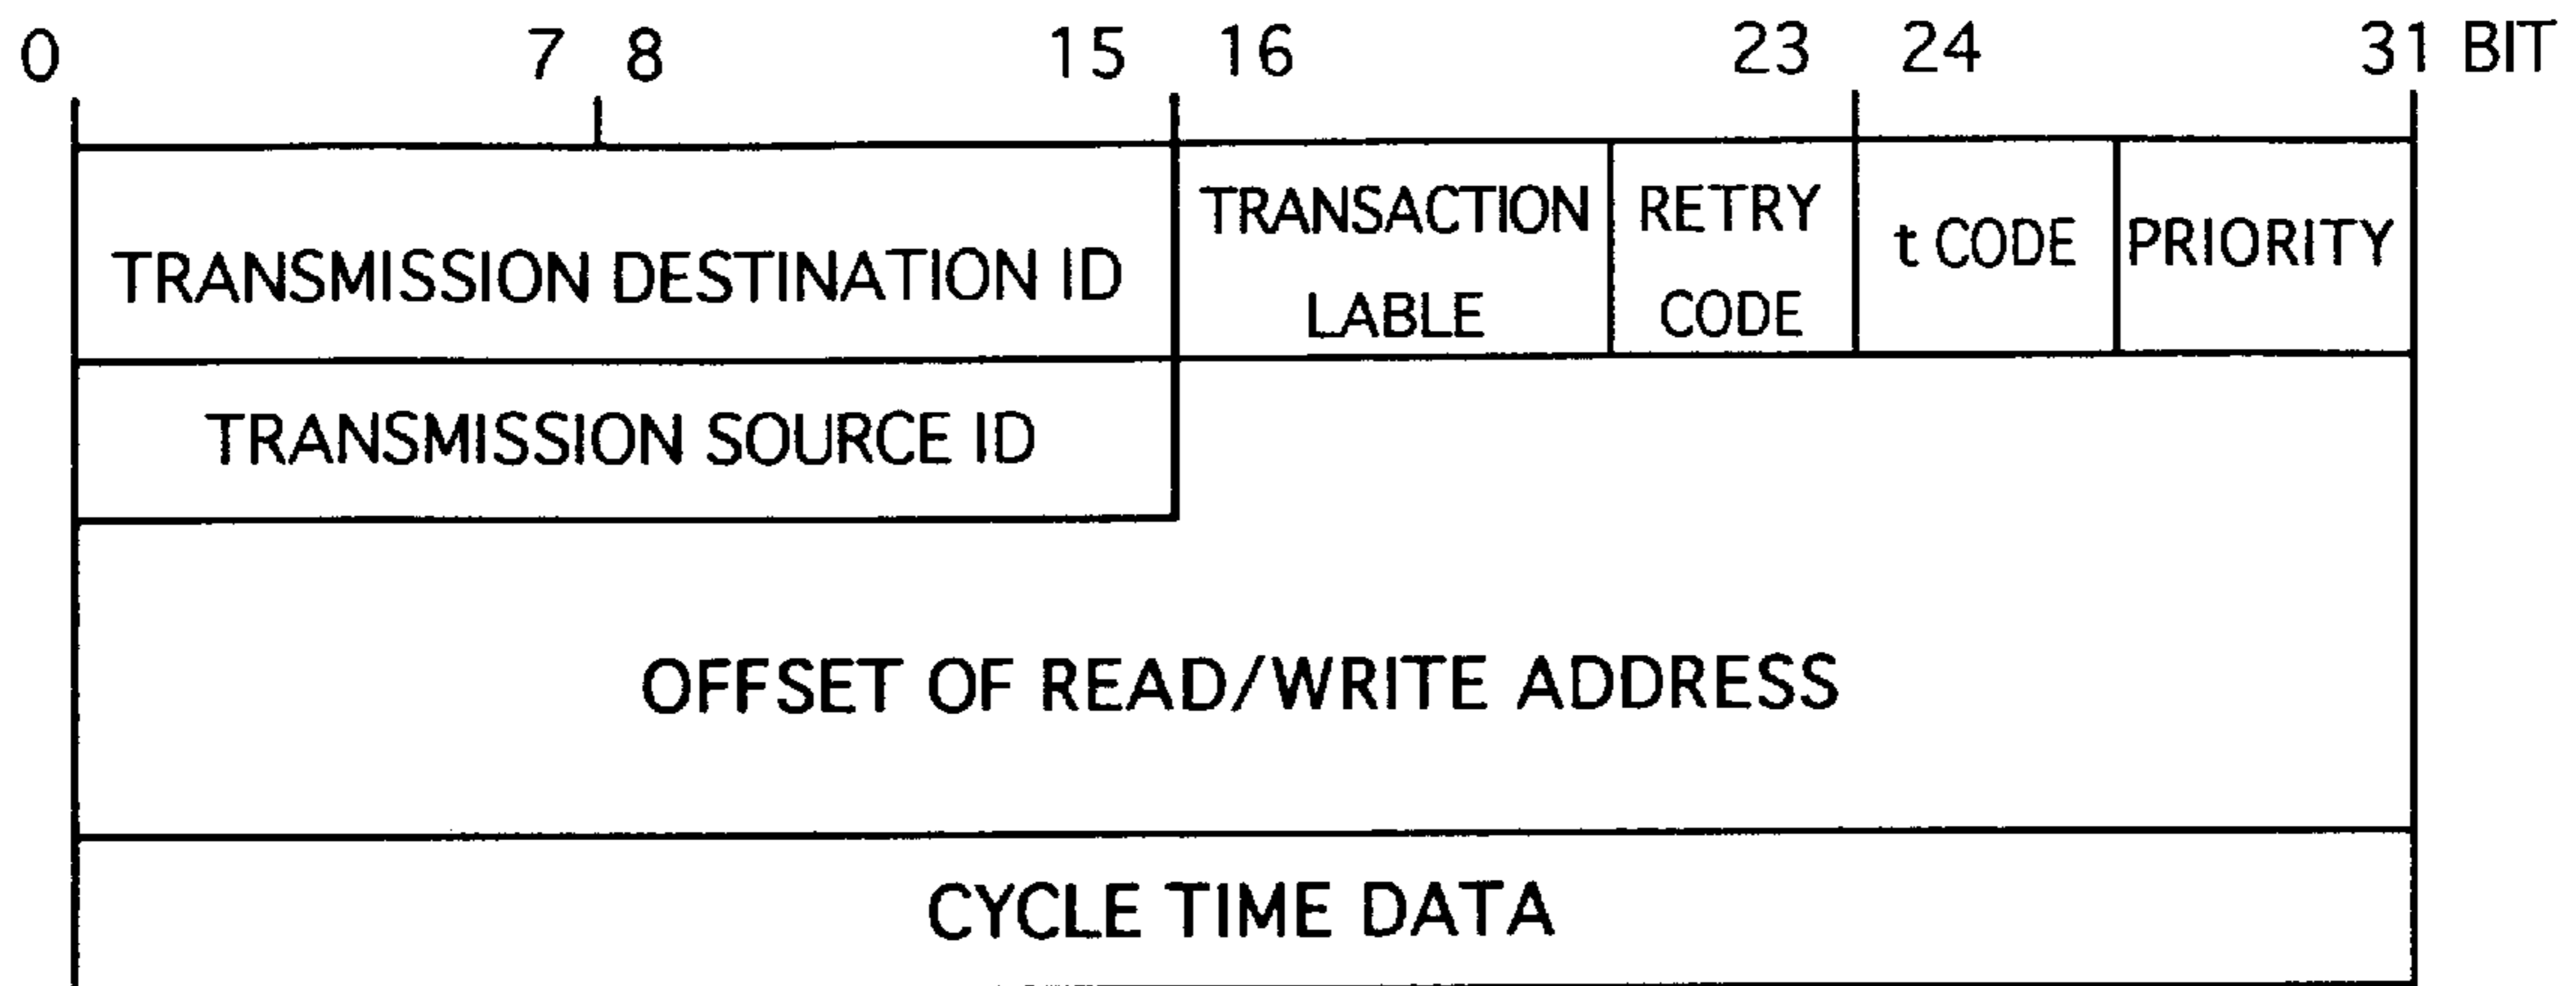 0 7 8 15 16 23 24 31 BIT
TRANSMISSION DESTINATION ID
TRANSACTION
LABLE
RETRY
CODE
t CODE
PRIORITY
TRANSMISSION SOURCE ID
OFFSET OF READ/WRITE ADDRESS
CYCLE TIME DATA